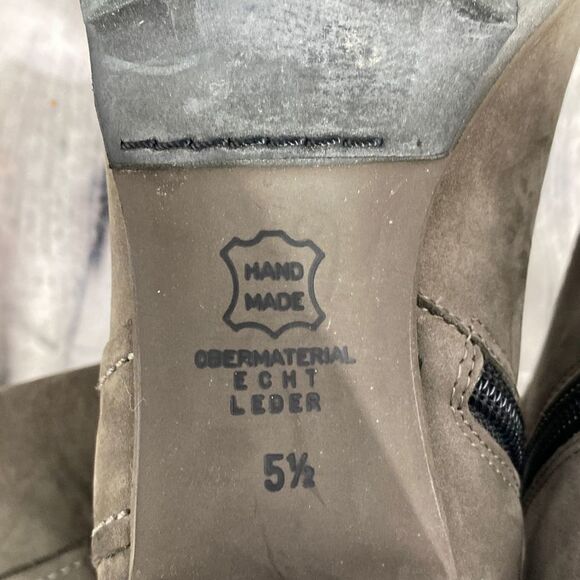 HAND
MADE
OBERMATERIAL
ECHT
LEDER
5½